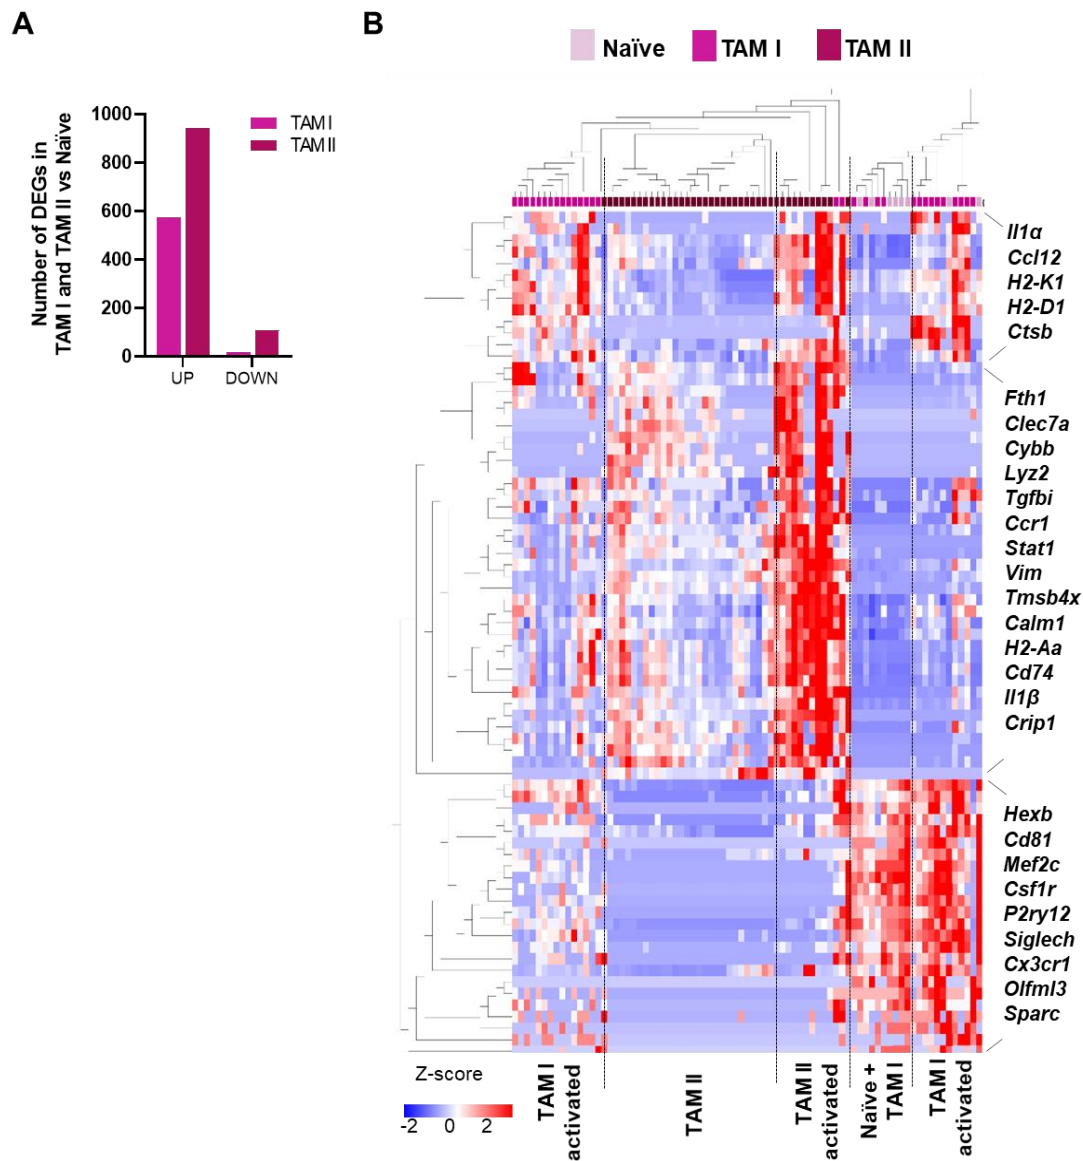 A
B
Naïve
TAM I
TAM II
Number of DEGs in
TAM I and TAM II vs Naïve
1000
800
600
400
200
0
UP
DOWN
TAM I
TAM II
Il1α
Ccl12
H2-K1
H2-D1
Ctsb
Fth1
Clec7a
Cybb
Lyz2
Tgfbi
Ccr1
Stat1
Vim
Tmsb4x
Calm1
H2-Aa
Cd74
Il1β
Crip1
Hexb
Cd81
Mef2c
Csf1r
P2ry12
Siglech
Cx3cr1
Olfml3
Sparc
Z-score
-2
0
2
TAM I
activated
TAM II
TAM II
activated
Naïve +
TAM I
TAM I
activated